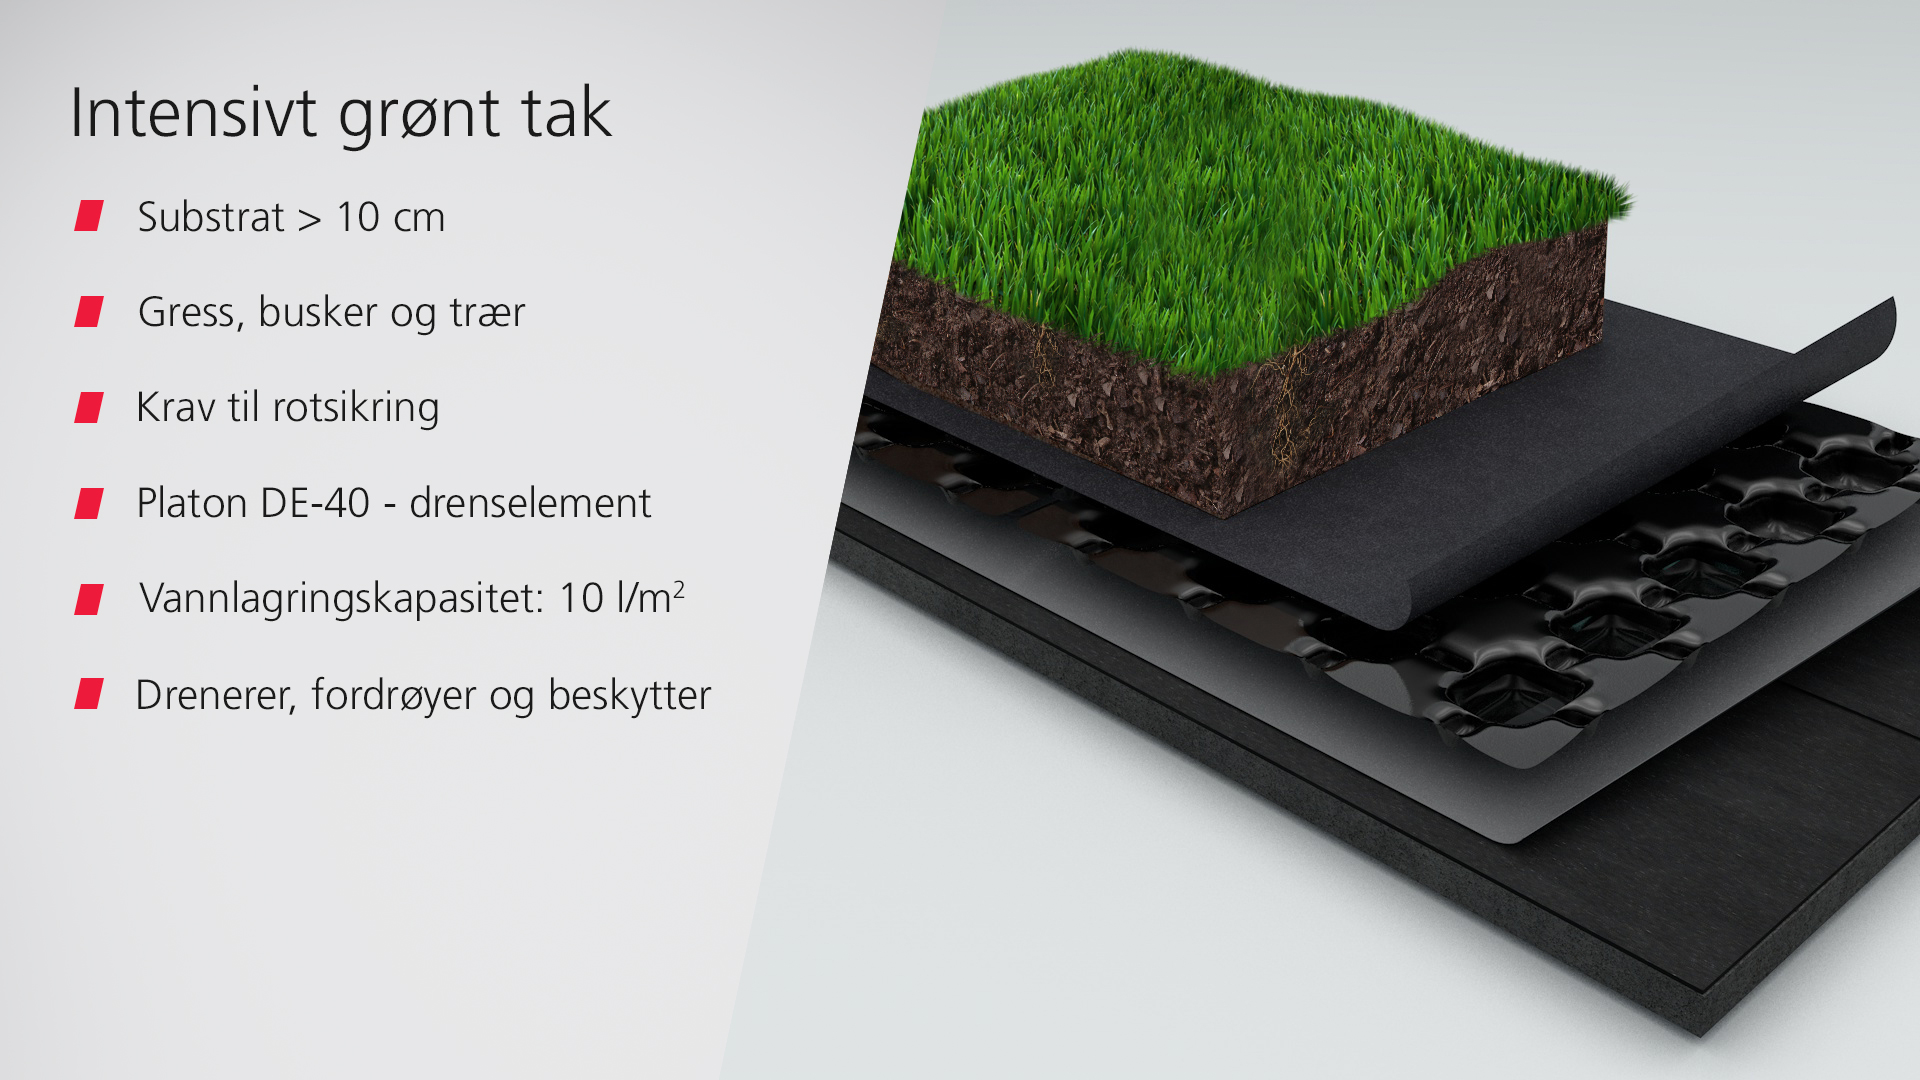 Intensivt grønt tak
Substrat > 10 cm
Gress, busker og trær
Krav til rotsikring
Platon DE-40 - drenselement
Vannlagringskapasitet: 10 l/m²
Drenerer, fordrøyer og beskytter